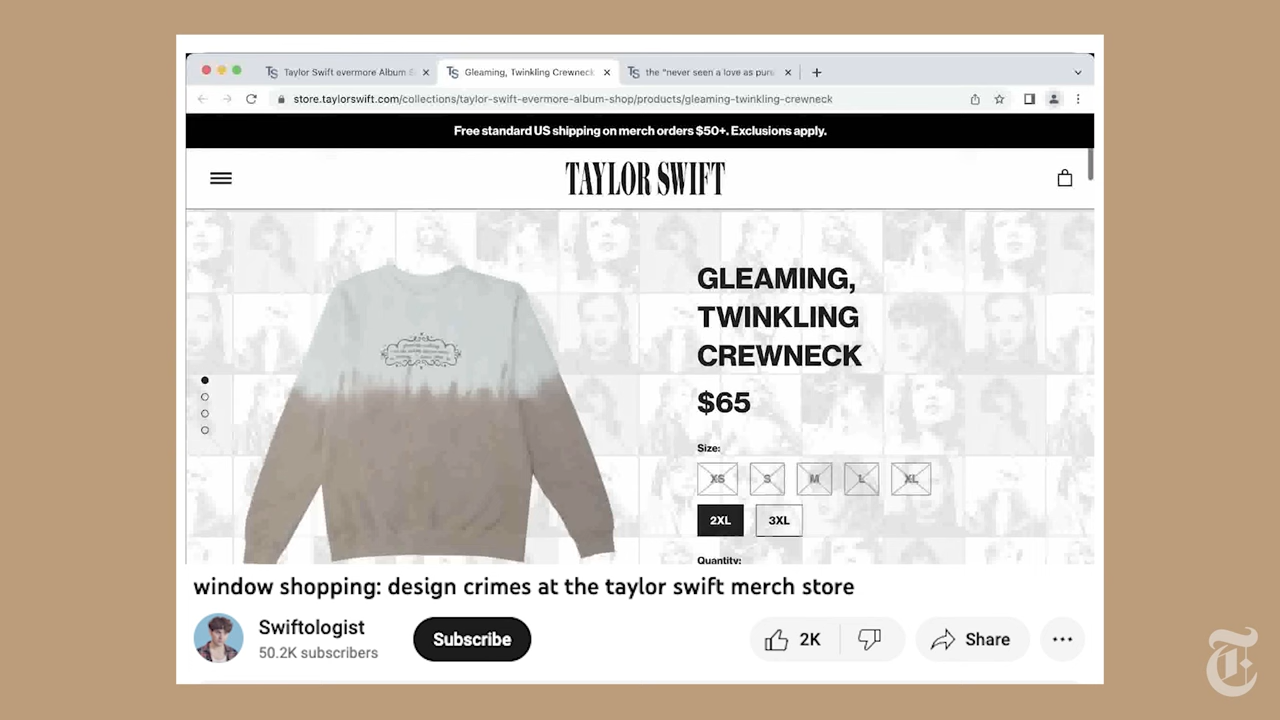 Taylor Swift evermore Album
Gleaming, Twinkling Crewneck
the "never seen a love as pure
store.taylorswift.com/collections/taylor-swift-evermore-album-shop/products/gleaming-twinkling-crewneck
Free standard US shipping on merch orders $50+. Exclusions apply.
TAYLOR SWIFT
GLEAMING,
TWINKLING
CREWNECK
$65
Size:
XS S M L XL
2XL 3XL
Quantity:
window shopping: design crimes at the taylor swift merch store
Swiftologist
50.2K subscribers
Subscribe
2K
Share
T